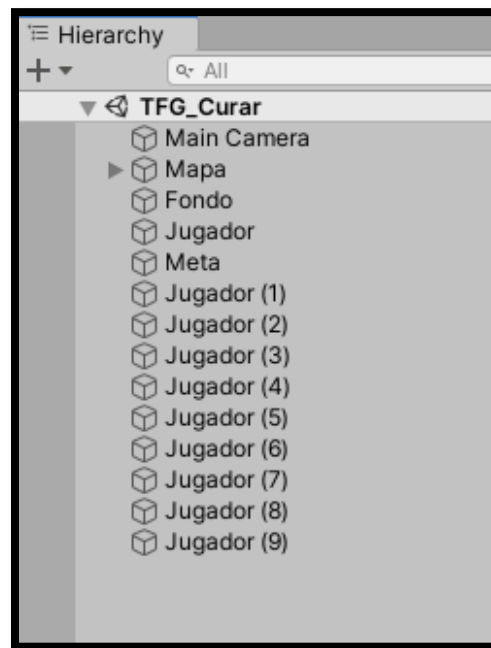 Hierarchy
All
TFG_Curar
Main Camera
Mapa
Fondo
Jugador
Meta
Jugador (1)
Jugador (2)
Jugador (3)
Jugador (4)
Jugador (5)
Jugador (6)
Jugador (7)
Jugador (8)
Jugador (9)